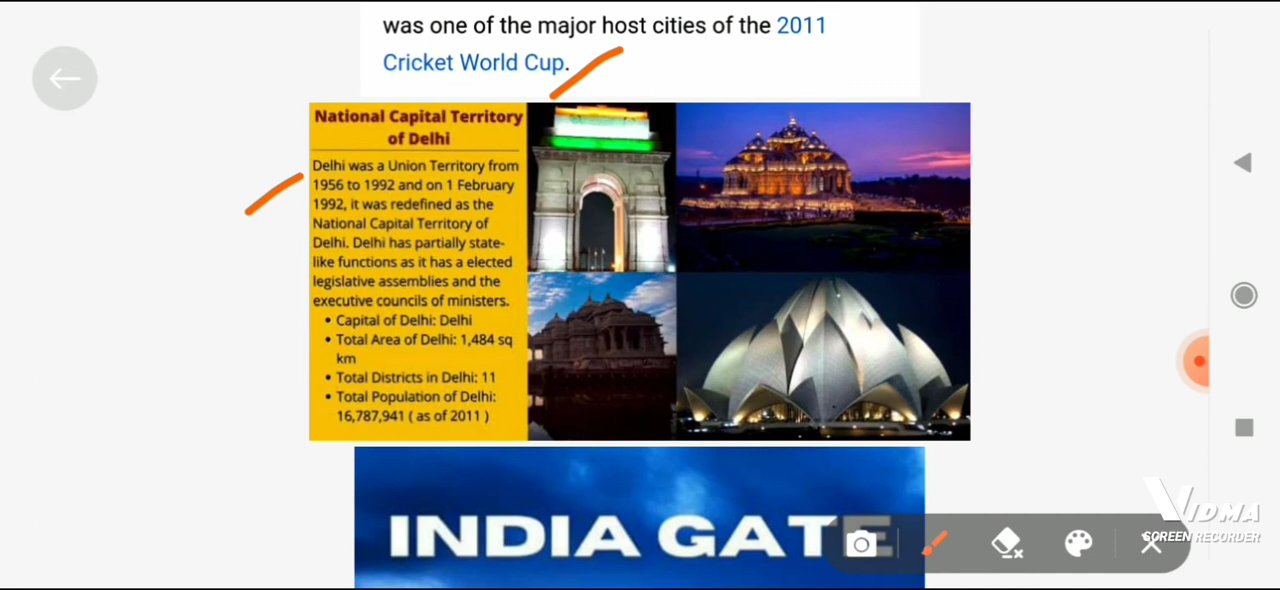 was one of the major host cities of the 2011
Cricket World Cup.
National Capital Territory
of Delhi
Delhi was a Union Territory from
1956 to 1992 and on 1 February
1992, it was redefined as the
National Capital Territory of
Delhi. Delhi has partially state-
like functions as it has a elected
legislative assemblies and the
executive councils of ministers.
• Capital of Delhi: Delhi
• Total Area of Delhi: 1,484 sq
km
• Total Districts in Delhi: 11
• Total Population of Delhi:
16,787,941 ( as of 2011 )
INDIA GATE
VIDMA
SCREEN RECORDER